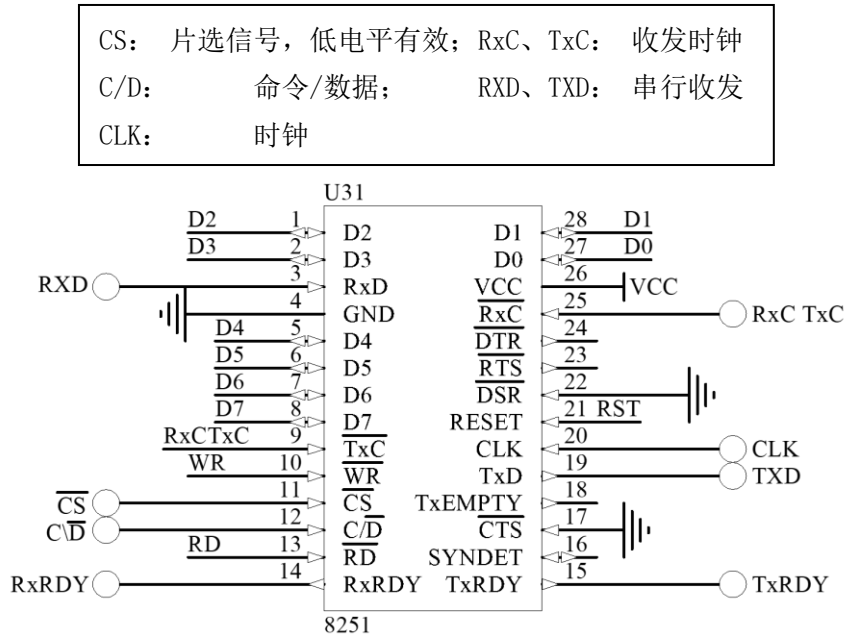 CS： 片选信号，低电平有效；RxC、TxC： 收发时钟
C/D： 命令/数据； RXD、TXD： 串行收发
CLK： 时钟
U31
D2 1 D2 D1 28 D1
D3 2 D3 D0 27 D0
RXD 3 RxD VCC 26 VCC
4 GND RxC 25 RxC TxC
D4 5 D4 DTR 24
D5 6 D5 RTS 23
D6 7 D6 DSR 22
D7 8 D7 RESET 21 RST
RxCTxC 9 TxC CLK 20 CLK
WR 10 WR TxD 19 TXD
CS 11 CS TxEMPTY 18
C\D 12 C/D CTS 17
RD 13 RD SYNDET 16
RxRDY 14 RxRDY TxRDY 15 TxRDY
8251